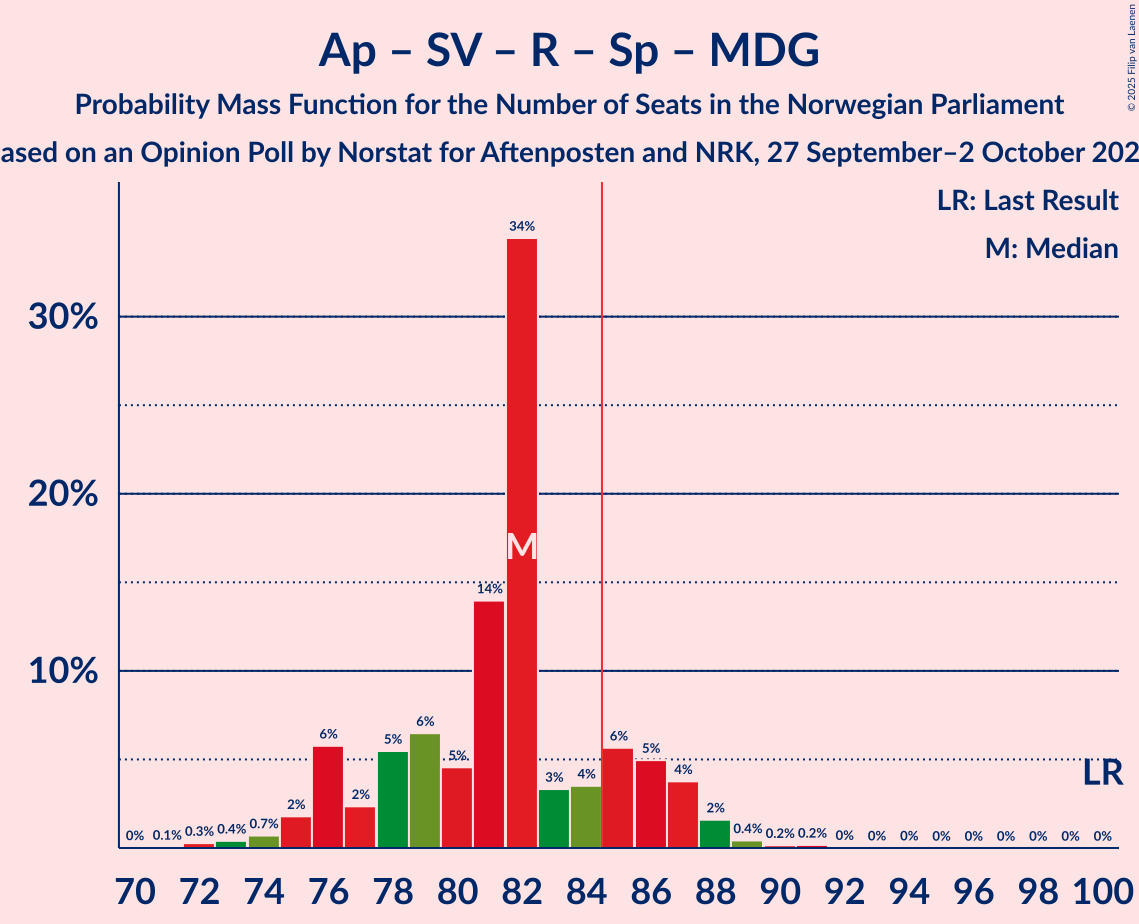 © 2025 Filip van Laenen
Ap – SV – R – Sp – MDG
Probability Mass Function for the Number of Seats in the Norwegian Parliament
ased on an Opinion Poll by Norstat for Aftenposten and NRK, 27 September–2 October 202
LR: Last Result
M: Median
34%
30%
20%
M
14%
10%
6% 5% 6% 5% 3% 4% 6% 5% 4%
LR
0% 0.1% 0.3% 0.4% 0.7% 2% 2% 2% 0.4% 0.2% 0.2% 0% 0% 0% 0% 0% 0% 0% 0% 0%
70 72 74 76 78 80 82 84 86 88 90 92 94 96 98 100